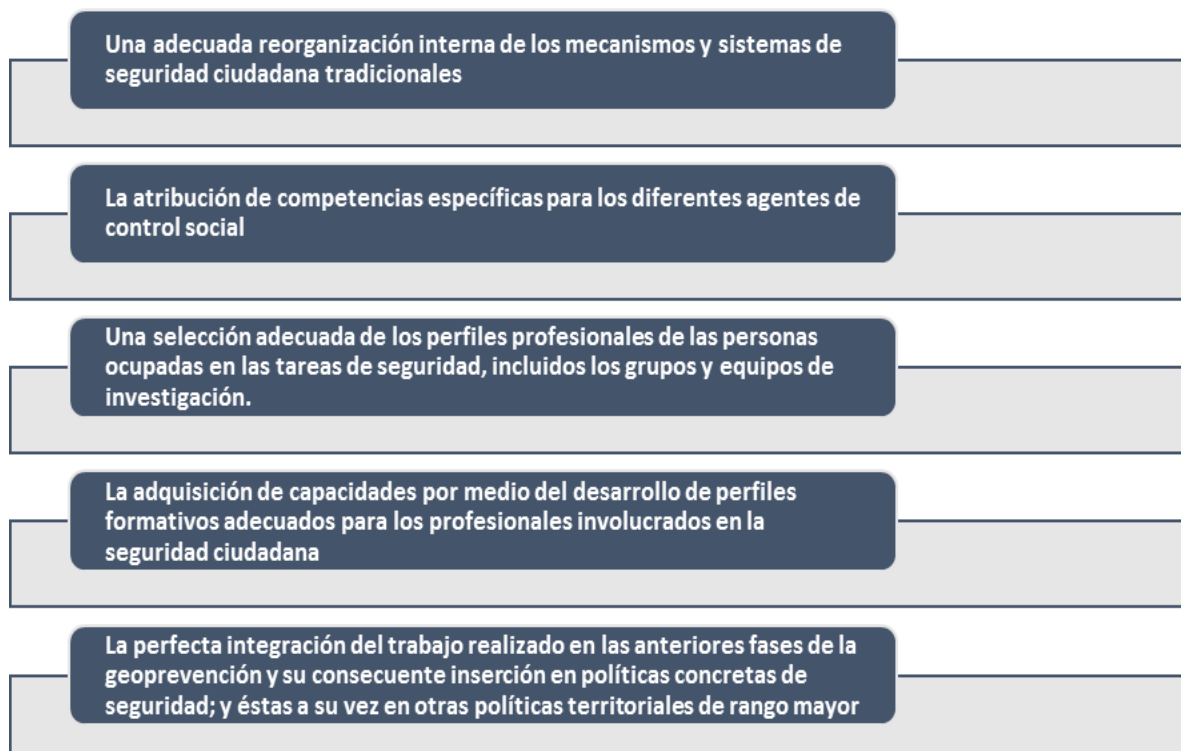 Una adecuada reorganización interna de los mecanismos y sistemas de
seguridad ciudadana tradicionales
La atribución de competencias específicas para los diferentes agentes de
control social
Una selección adecuada de los perfiles profesionales de las personas
ocupadas en las tareas de seguridad, incluidos los grupos y equipos de
investigación.
La adquisición de capacidades por medio del desarrollo de perfiles
formativos adecuados para los profesionales involucrados en la
seguridad ciudadana
La perfecta integración del trabajo realizado en las anteriores fases de la
geoprevención y su consecuente inserción en políticas concretas de
seguridad; y éstas a su vez en otras políticas territoriales de rango mayor